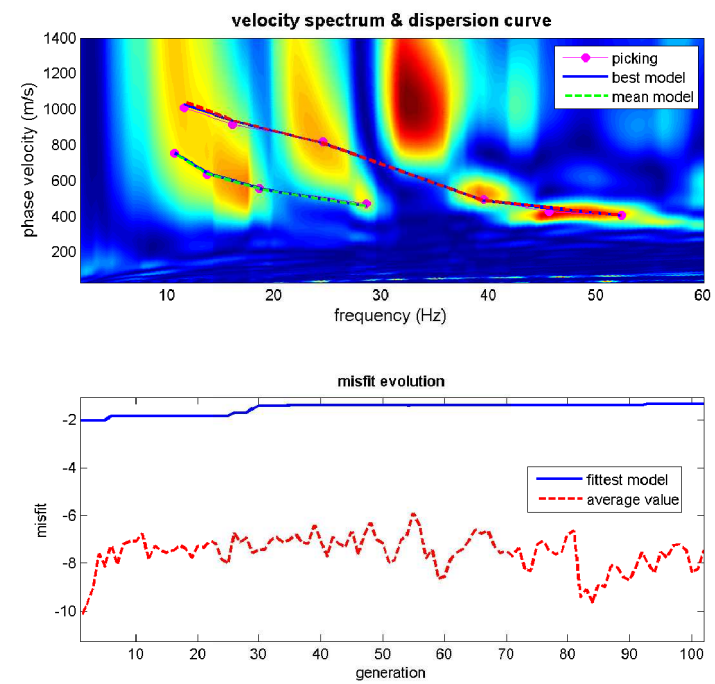 velocity spectrum & dispersion curve
phase velocity (m/s)
1400
1200
1000
800
600
400
200
picking
best model
mean model
10
20
30
40
50
60
frequency (Hz)
misfit evolution
misfit
-2
-4
-6
-8
-10
fittest model
average value
10
20
30
40
50
60
70
80
90
100
generation